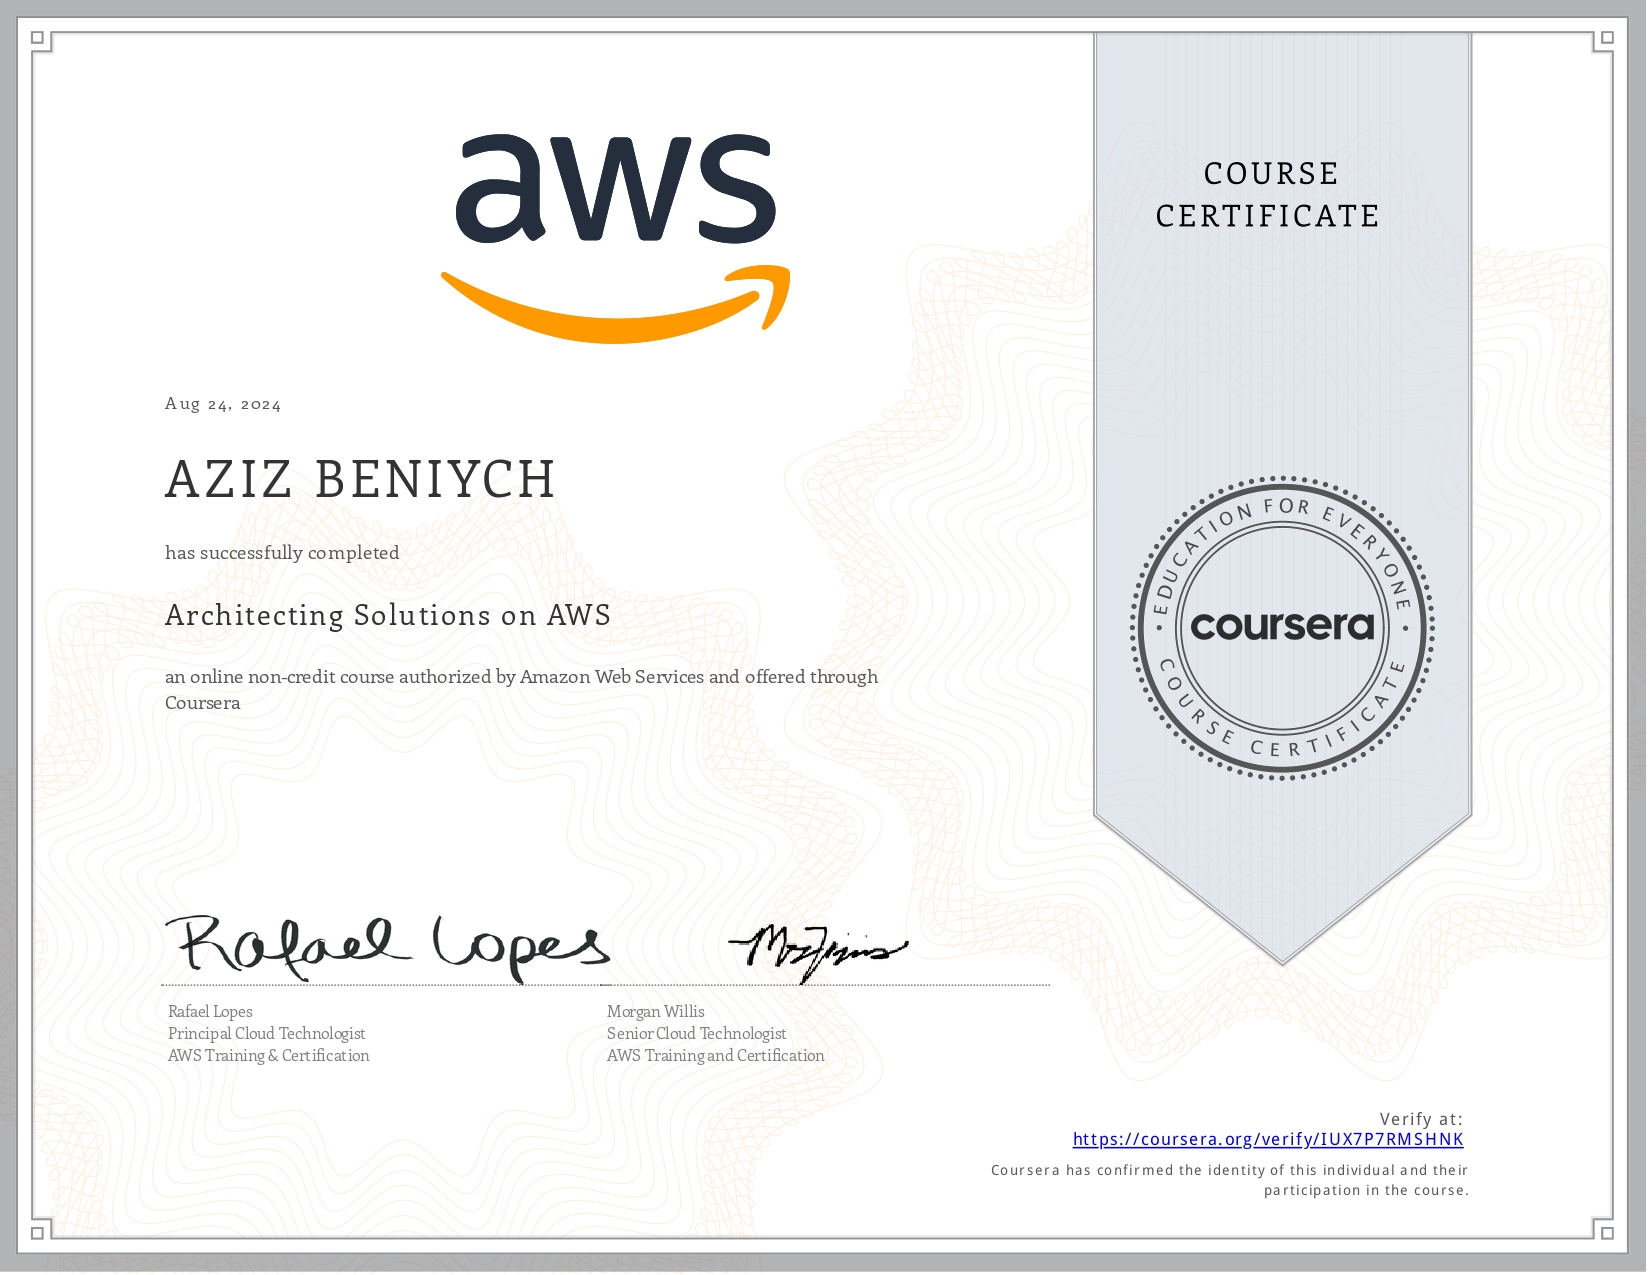 aws
COURSE
CERTIFICATE
Aug 24, 2024
AZIZ BENIYCH
has successfully completed
Architecting Solutions on AWS
an online non-credit course authorized by Amazon Web Services and offered through
Coursera
EDUCATION FOR EVERYONE
coursera
COURSE CERTIFICATE
Rafael Lopes
Rafael Lopes
Principal Cloud Technologist
AWS Training & Certification
Morgan Willis
Senior Cloud Technologist
AWS Training and Certification
Verify at:
https://coursera.org/verify/IUX7P7RMSHNK
Coursera has confirmed the identity of this individual and their
participation in the course.